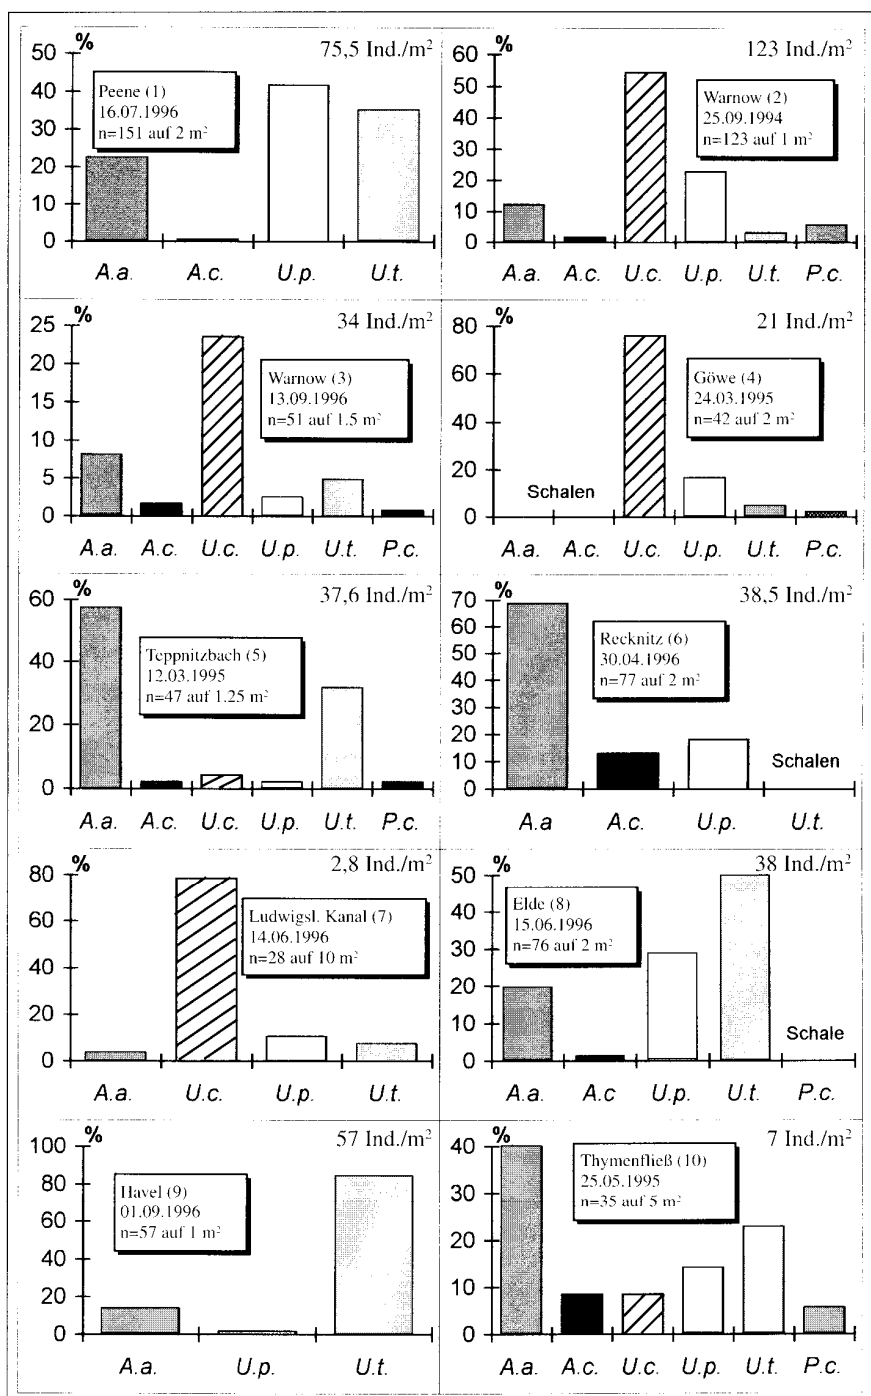 %
75,5 Ind./m²
50
40
30
20
10
0
Peene (1)
16.07.1996
n=151 auf 2 m²
A.a. A.c. U.p. U.t.
%
123 Ind./m²
60
50
40
30
20
10
0
Warnow (2)
25.09.1994
n=123 auf 1 m²
A.a. A.c. U.c. U.p. U.t. P.c.
%
34 Ind./m²
25
20
15
10
5
0
Warnow (3)
13.09.1996
n=51 auf 1.5 m²
A.a. A.c. U.c. U.p. U.t. P.c.
%
21 Ind./m²
80
60
40
20
0
Göwe (4)
24.03.1995
n=42 auf 2 m²
Schalen
A.a. A.c. U.c. U.p. U.t. P.c.
%
37,6 Ind./m²
60
40
20
0
Teppnitzbach (5)
12.03.1995
n=47 auf 1.25 m²
A.a. A.c. U.c. U.p. U.t. P.c.
%
38,5 Ind./m²
70
60
50
40
30
20
10
0
Recknitz (6)
30.04.1996
n=77 auf 2 m²
Schalen
A.a A.c. U.p. U.t.
%
2,8 Ind./m²
80
60
40
20
0
Ludwigsl. Kanal (7)
14.06.1996
n=28 auf 10 m²
A.a. U.c. U.p. U.t.
%
38 Ind./m²
50
40
30
20
10
0
Elde (8)
15.06.1996
n=76 auf 2 m²
Schale
A.a. A.c U.p. U.t. P.c.
%
57 Ind./m²
100
80
60
40
20
0
Havel (9)
01.09.1996
n=57 auf 1 m²
A.a. U.p. U.t.
%
7 Ind./m²
40
30
20
10
0
Thymenfließ (10)
25.05.1995
n=35 auf 5 m²
A.a. A.c. U.c. U.p. U.t. P.c.